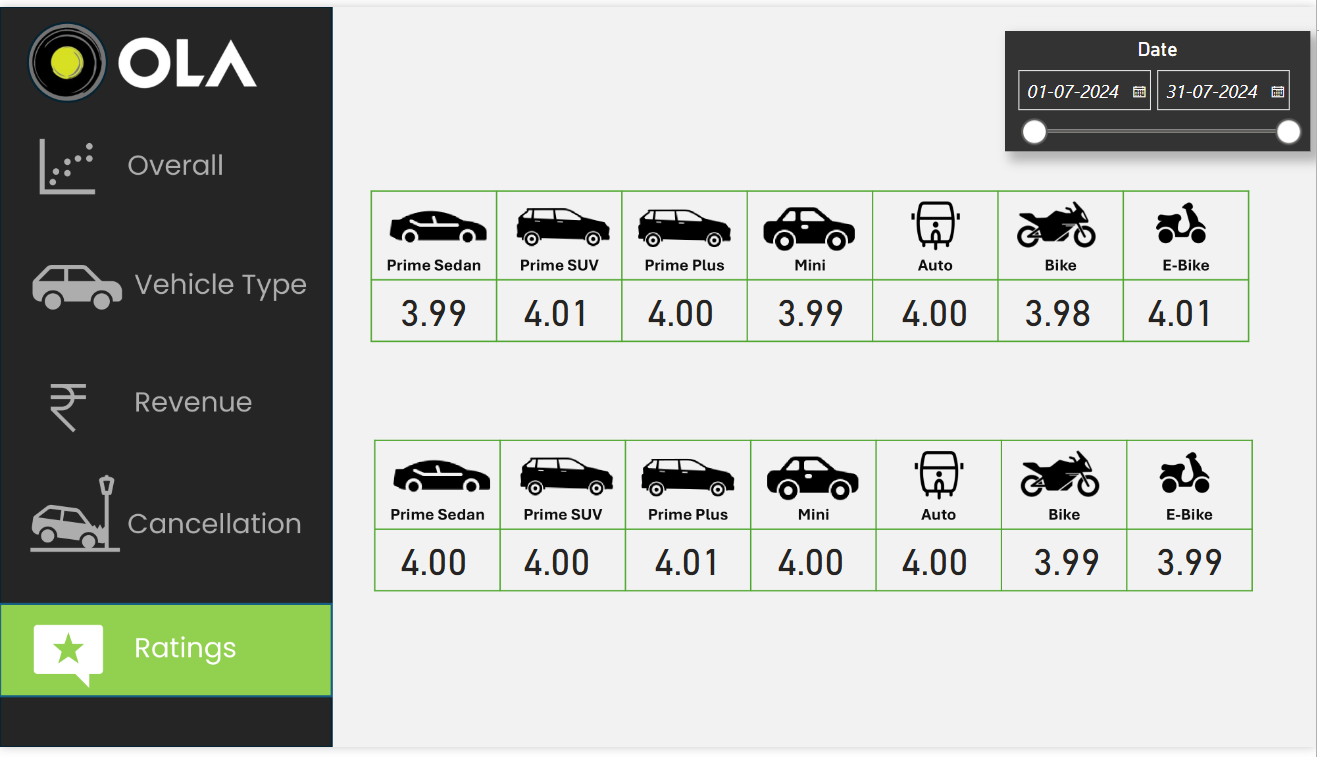 OLA
Overall
Vehicle Type
Revenue
Cancellation
Ratings
Date
01-07-2024 31-07-2024
Prime Sedan Prime SUV Prime Plus Mini Auto Bike E-Bike
3.99 4.01 4.00 3.99 4.00 3.98 4.01
Prime Sedan Prime SUV Prime Plus Mini Auto Bike E-Bike
4.00 4.00 4.01 4.00 4.00 3.99 3.99